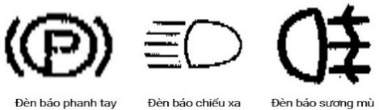 P
Đèn báo phanh tay
Đèn báo chiếu xa
Đèn báo sương mù